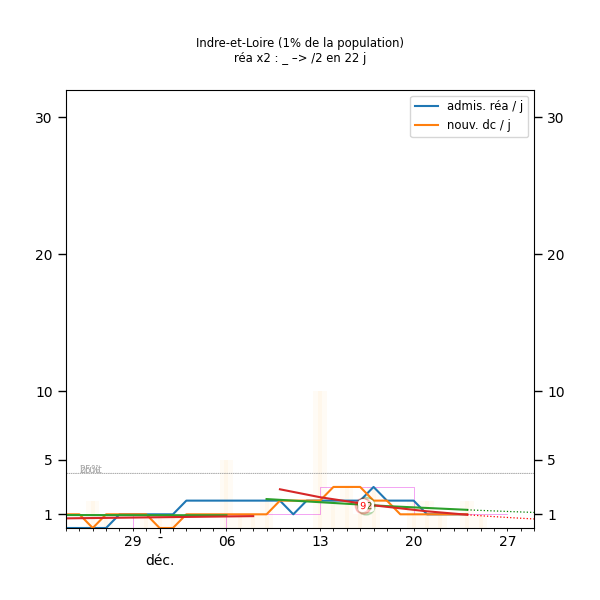 Indre-et-Loire (1% de la population)
réa x2 : _ –> /2 en 22 j
admis. réa / j
nouv. dc / j
30 30
20 20
10 10
5 5
25%
1 1
29 - 06 13 20 27
déc.